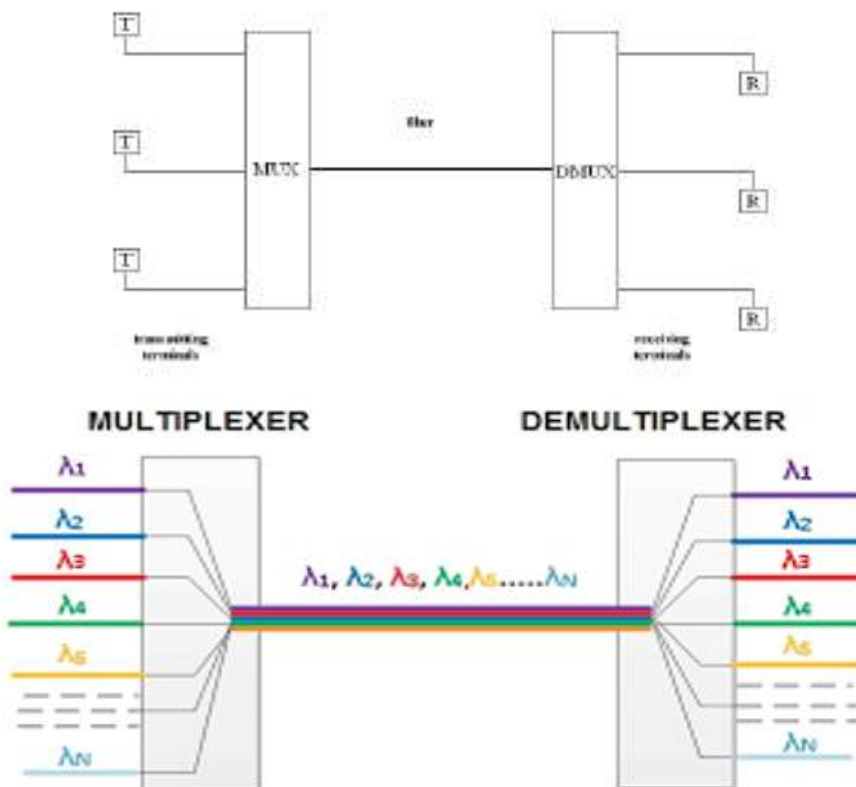 T
T
T
MUX
fiber
DMUX
R
R
R
transmitting
terminals
receiving
terminals
MULTIPLEXER
DEMULTIPLEXER
λ1
λ2
λ3
λ4
λ5
λN
λ1, λ2, λ3, λ4,λ5.....λN
λ1
λ2
λ3
λ4
λ5
λN